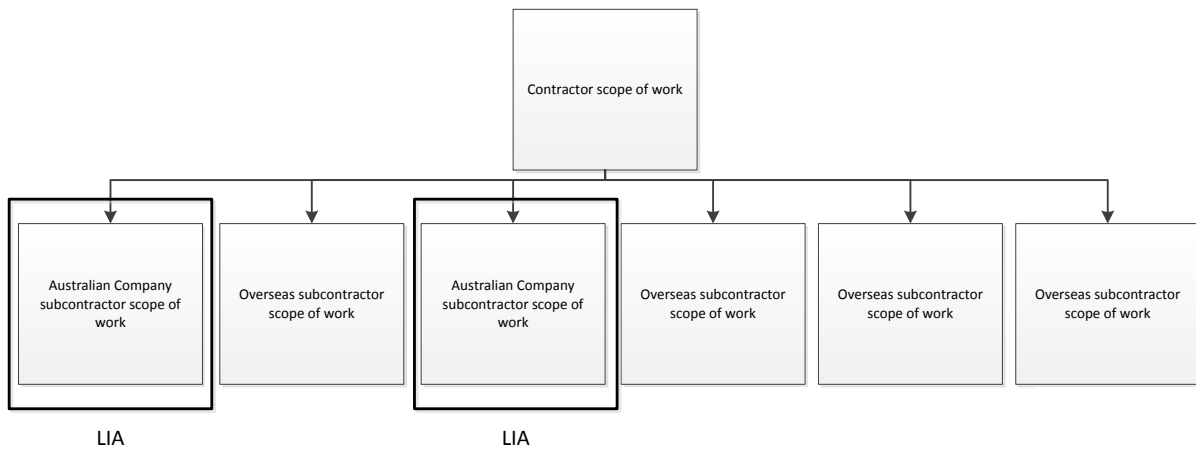 Contractor scope of work
Australian Company
subcontractor scope of
work
Overseas subcontractor
scope of work
Australian Company
subcontractor scope of
work
Overseas subcontractor
scope of work
Overseas subcontractor
scope of work
Overseas subcontractor
scope of work
LIA
LIA